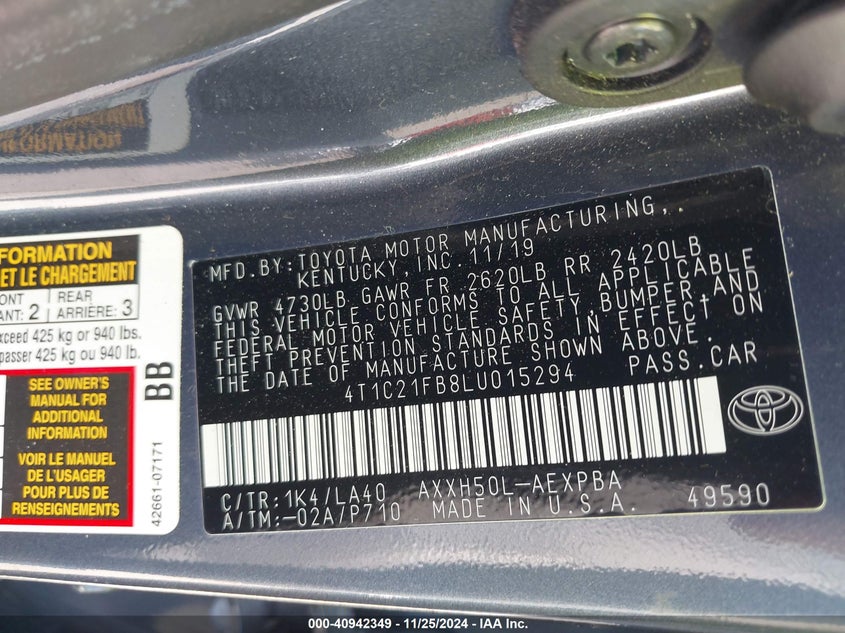 FORMATION
ET LE CHARGEMENT
REAR
ANT: 2 ARRIÈRE: 3
exceed 425 kg or 940 lbs.
passer 425 kg ou 940 lb.
SEE OWNER'S
MANUAL FOR
ADDITIONAL
INFORMATION
VOIR LE MANUEL
DE L'USAGER
POUR PLUS DE
RENSEIGNEMENTS
BB
42661-07171
MFD.BY: TOYOTA MOTOR MANUFACTURING,.
KENTUCKY, INC. 11/19
GVWR 4730LB GAWR FR 2620LB RR 2420LB
THIS VEHICLE CONFORMS TO ALL APPLICABLE
FEDERAL MOTOR VEHICLE SAFETY,BUMPER,AND
THEFT PREVENTION STANDARDS IN EFFECT ON
THE DATE OF MANUFACTURE SHOWN ABOVE.
4T1C21FB8LU015294 PASS.CAR
C/TR: 1K4/LA40 AXXH50L-AEXPBA
A/TM:-02A/P710 MADE IN U.S.A. 49590
000-40942349 - 11/25/2024 - IAA Inc.